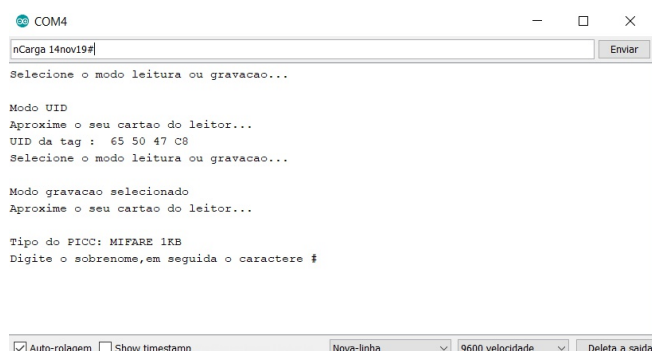 COM4
nCarga 14nov19#
Enviar
Selecione o modo leitura ou gravacao...
Modo UID
Aproxime o seu cartao do leitor...
UID da tag :  65 50 47 C8
Selecione o modo leitura ou gravacao...
Modo gravacao selecionado
Aproxime o seu cartao do leitor...
Tipo do PICC: MIFARE 1KB
Digite o sobrenome,em seguida o caractere #
Auto-rolagem Show timestamp Nova-linha 9600 velocidade Deleta a saida